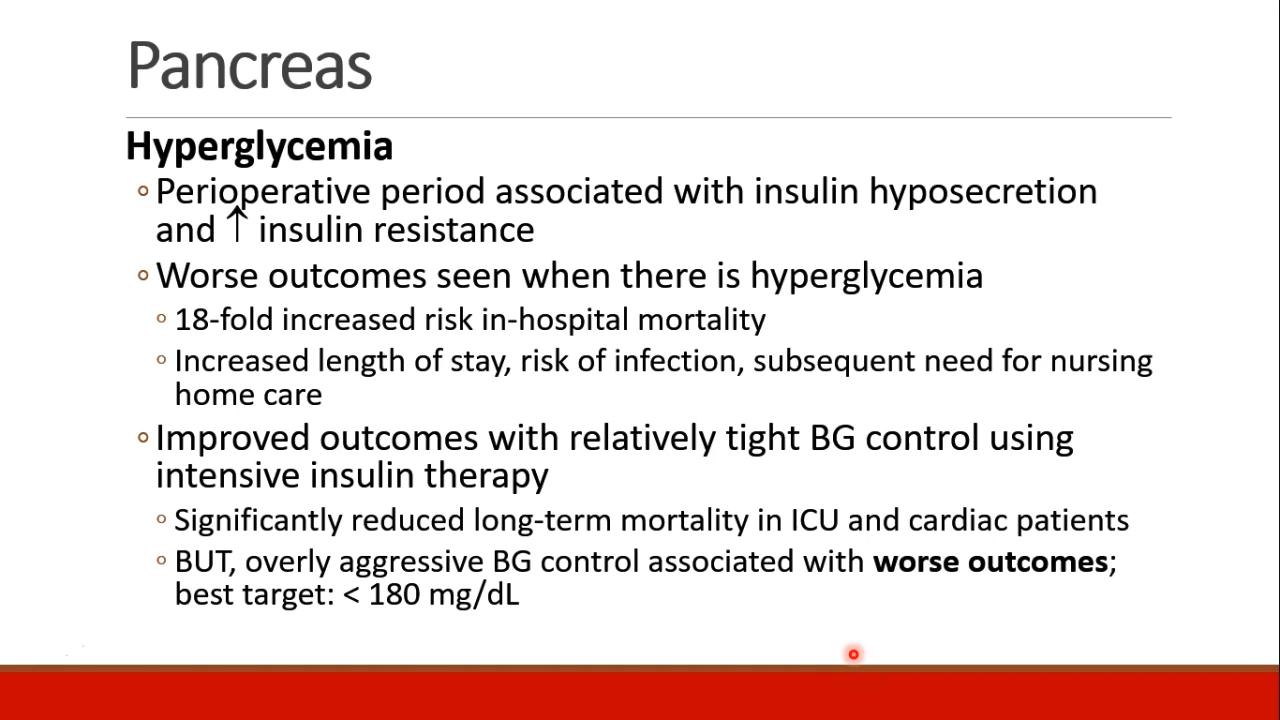 Pancreas
Hyperglycemia
◦ Perioperative period associated with insulin hyposecretion
and ↑ insulin resistance
◦ Worse outcomes seen when there is hyperglycemia
◦ 18-fold increased risk in-hospital mortality
◦ Increased length of stay, risk of infection, subsequent need for nursing
home care
◦ Improved outcomes with relatively tight BG control using
intensive insulin therapy
◦ Significantly reduced long-term mortality in ICU and cardiac patients
◦ BUT, overly aggressive BG control associated with worse outcomes;
best target: < 180 mg/dL